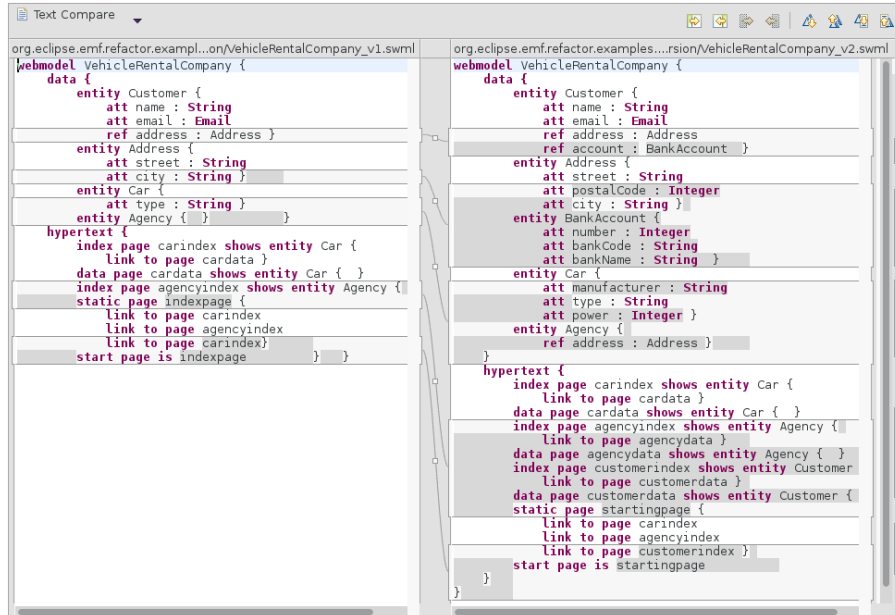 Text Compare
org.eclipse.emf.refactor.exampl...on/VehicleRentalCompany_v1.swml
webmodel VehicleRentalCompany {
data {
entity Customer {
att name : String
att email : Email
ref address : Address }
entity Address {
att street : String
att city : String }
entity Car {
att type : String }
entity Agency { } }
hypertext {
index page carindex shows entity Car {
link to page cardata }
data page cardata shows entity Car { }
index page agencyindex shows entity Agency {
static page indexpage {
link to page carindex
link to page agencyindex
link to page carindex}
start page is indexpage } }
org.eclipse.emf.refactor.examples....rsion/VehicleRentalCompany_v2.swml
webmodel VehicleRentalCompany {
data {
entity Customer {
att name : String
att email : Email
ref address : Address
ref account : BankAccount }
entity Address {
att street : String
att postalCode : Integer
att city : String }
entity BankAccount {
att number : Integer
att bankCode : String
att bankName : String }
entity Car {
att manufacturer : String
att type : String
att power : Integer }
entity Agency {
ref address : Address }
}
hypertext {
index page carindex shows entity Car {
link to page cardata }
data page cardata shows entity Car { }
index page agencyindex shows entity Agency {
link to page agencydata }
data page agencydata shows entity Agency { }
index page customerindex shows entity Customer
link to page customerdata }
data page customerdata shows entity Customer {
static page startingpage {
link to page carindex
link to page agencyindex
link to page customerindex }
start page is startingpage
}
}